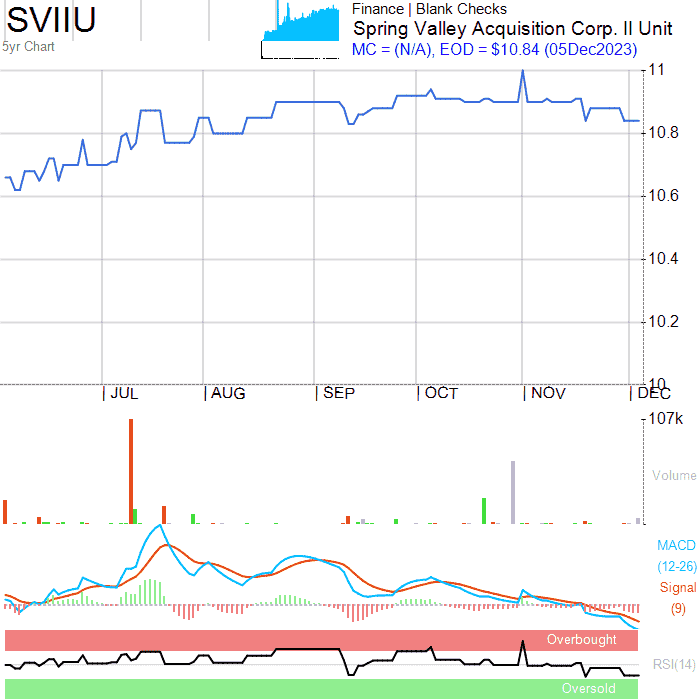 SVIIU
5yr Chart
Finance | Blank Checks
Spring Valley Acquisition Corp. II Unit
MC = (N/A), EOD = $10.84 (05Dec2023)
11
10.8
10.6
10.4
10.2
10
JUL
AUG
SEP
OCT
NOV
DEC
107k
Volume
MACD
(12-26)
Signal
(9)
Overbought
RSI(14)
Oversold